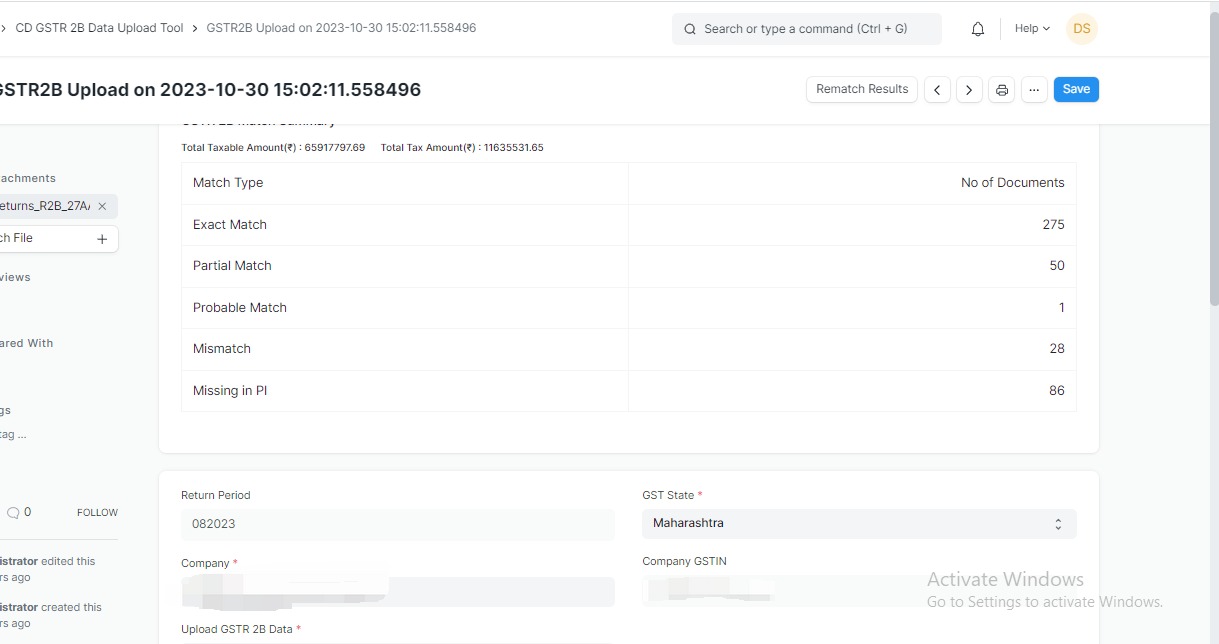 CD GSTR 2B Data Upload Tool > GSTR2B Upload on 2023-10-30 15:02:11.558496
Search or type a command (Ctrl + G)
Help
DS
GSTR2B Upload on 2023-10-30 15:02:11.558496
Rematch Results
Save
Total Taxable Amount(₹) : 65917797.69 Total Tax Amount(₹) : 11635531.65
Match Type No of Documents
Exact Match 275
Partial Match 50
Probable Match 1
Mismatch 28
Missing in PI 86
achments
eturns_R2B_27A
ch File
views
ared With
gs
tag ...
0 FOLLOW
istrator edited this
rs ago
istrator created this
rs ago
Return Period
082023
GST State *
Maharashtra
Company *
Company GSTIN
Upload GSTR 2B Data *
Activate Windows
Go to Settings to activate Windows.